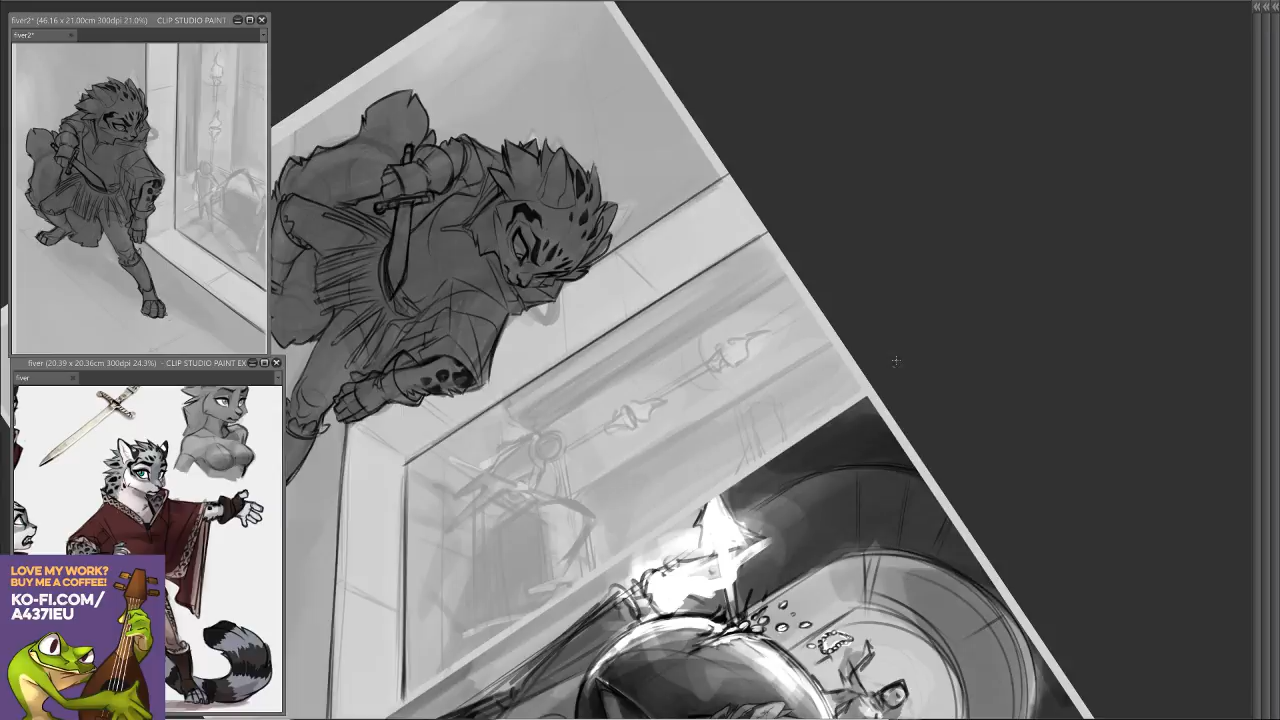 fiver2* (46.16 x 21.00cm 300dpi 21.0%) CLIP STUDIO PAINT
fiver2*
fiver (20.39 x 20.36cm 300dpi 24.3%) - CLIP STUDIO PAINT EX
fiver
LOVE MY WORK?
BUY ME A COFFEE!
KO-FI.COM/
A437IEU